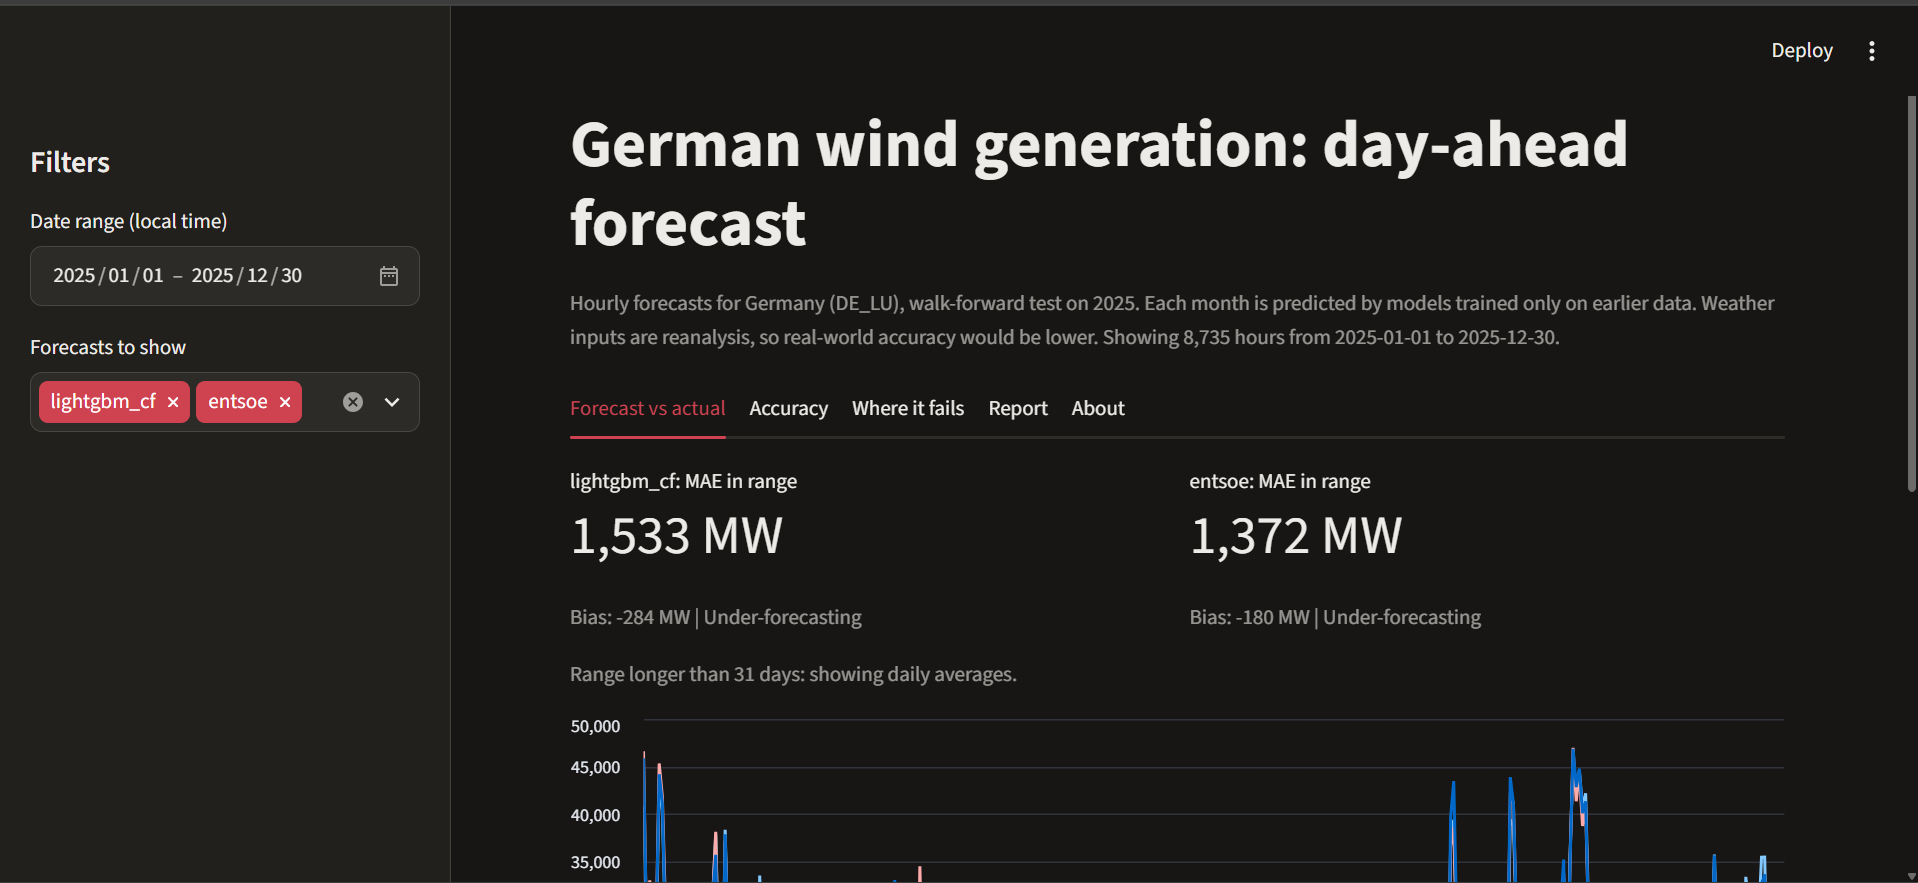 Deploy
Filters
Date range (local time)
2025/01/01 – 2025/12/30
Forecasts to show
lightgbm_cf
entsoe
German wind generation: day-ahead
forecast
Hourly forecasts for Germany (DE_LU), walk-forward test on 2025. Each month is predicted by models trained only on earlier data. Weather
inputs are reanalysis, so real-world accuracy would be lower. Showing 8,735 hours from 2025-01-01 to 2025-12-30.
Forecast vs actual Accuracy Where it fails Report About
lightgbm_cf: MAE in range
1,533 MW
Bias: -284 MW | Under-forecasting
entsoe: MAE in range
1,372 MW
Bias: -180 MW | Under-forecasting
Range longer than 31 days: showing daily averages.
50,000
45,000
40,000
35,000